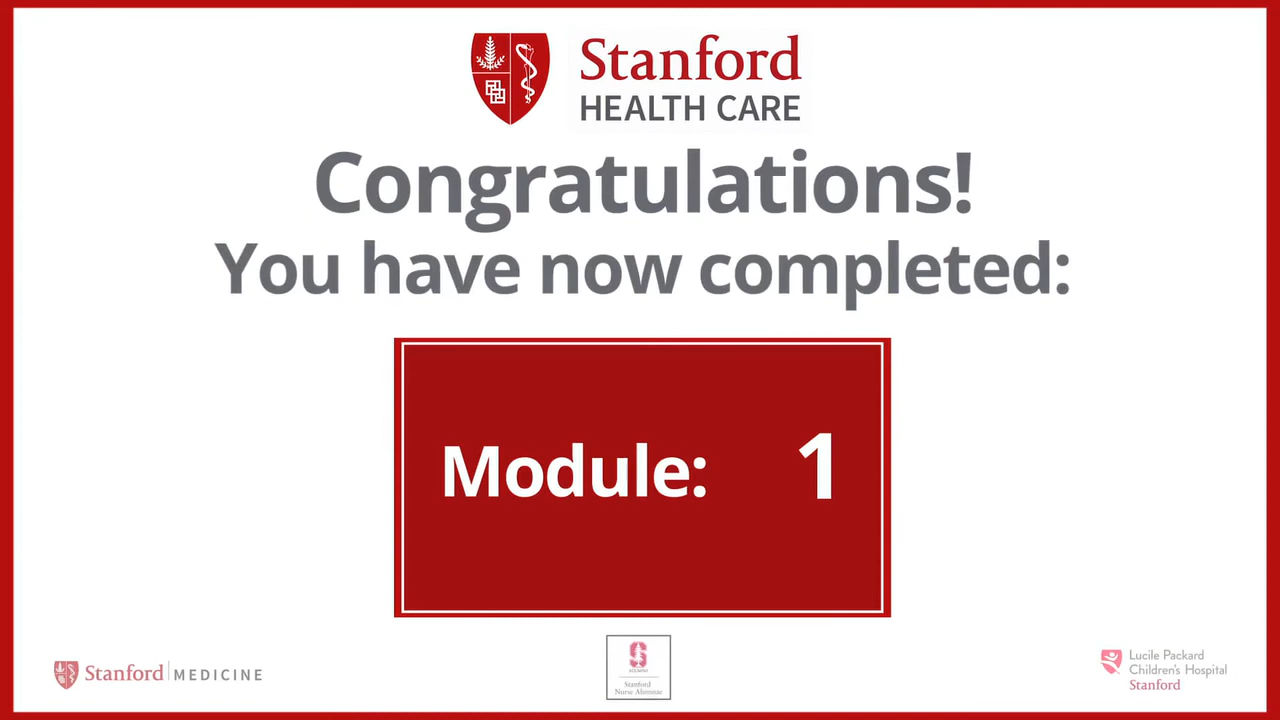 Stanford
HEALTH CARE
Congratulations!
You have now completed:
Module: 1
Stanford MEDICINE
ALUMNI
Stanford
Nurse Alumnae
Lucile Packard
Children's Hospital
Stanford